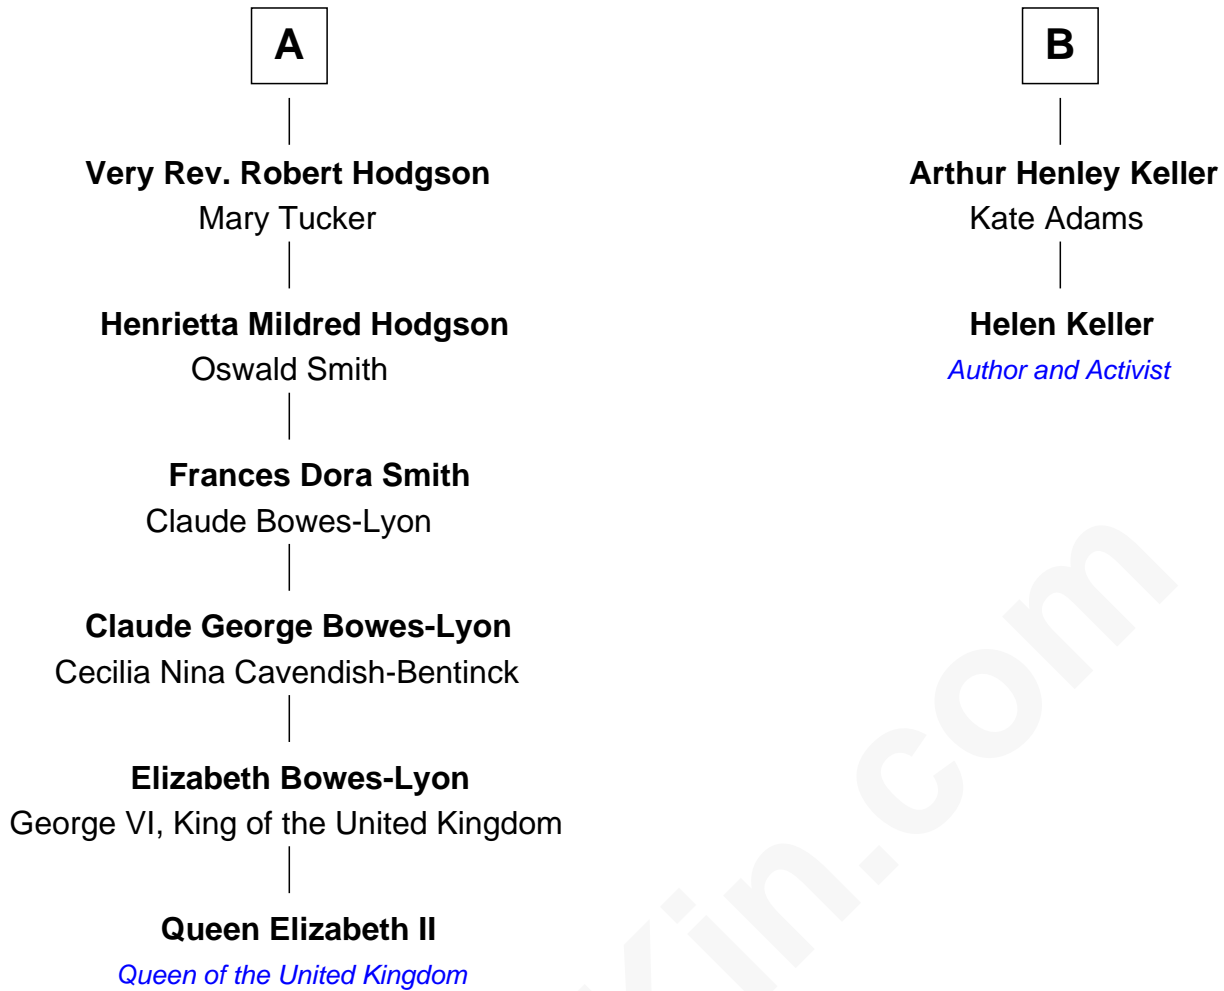 A
Very Rev. Robert Hodgson
Mary Tucker
Henrietta Mildred Hodgson
Oswald Smith
Frances Dora Smith
Claude Bowes-Lyon
Claude George Bowes-Lyon
Cecilia Nina Cavendish-Bentinck
Elizabeth Bowes-Lyon
George VI, King of the United Kingdom
Queen Elizabeth II
Queen of the United Kingdom
B
Arthur Henley Keller
Kate Adams
Helen Keller
Author and Activist